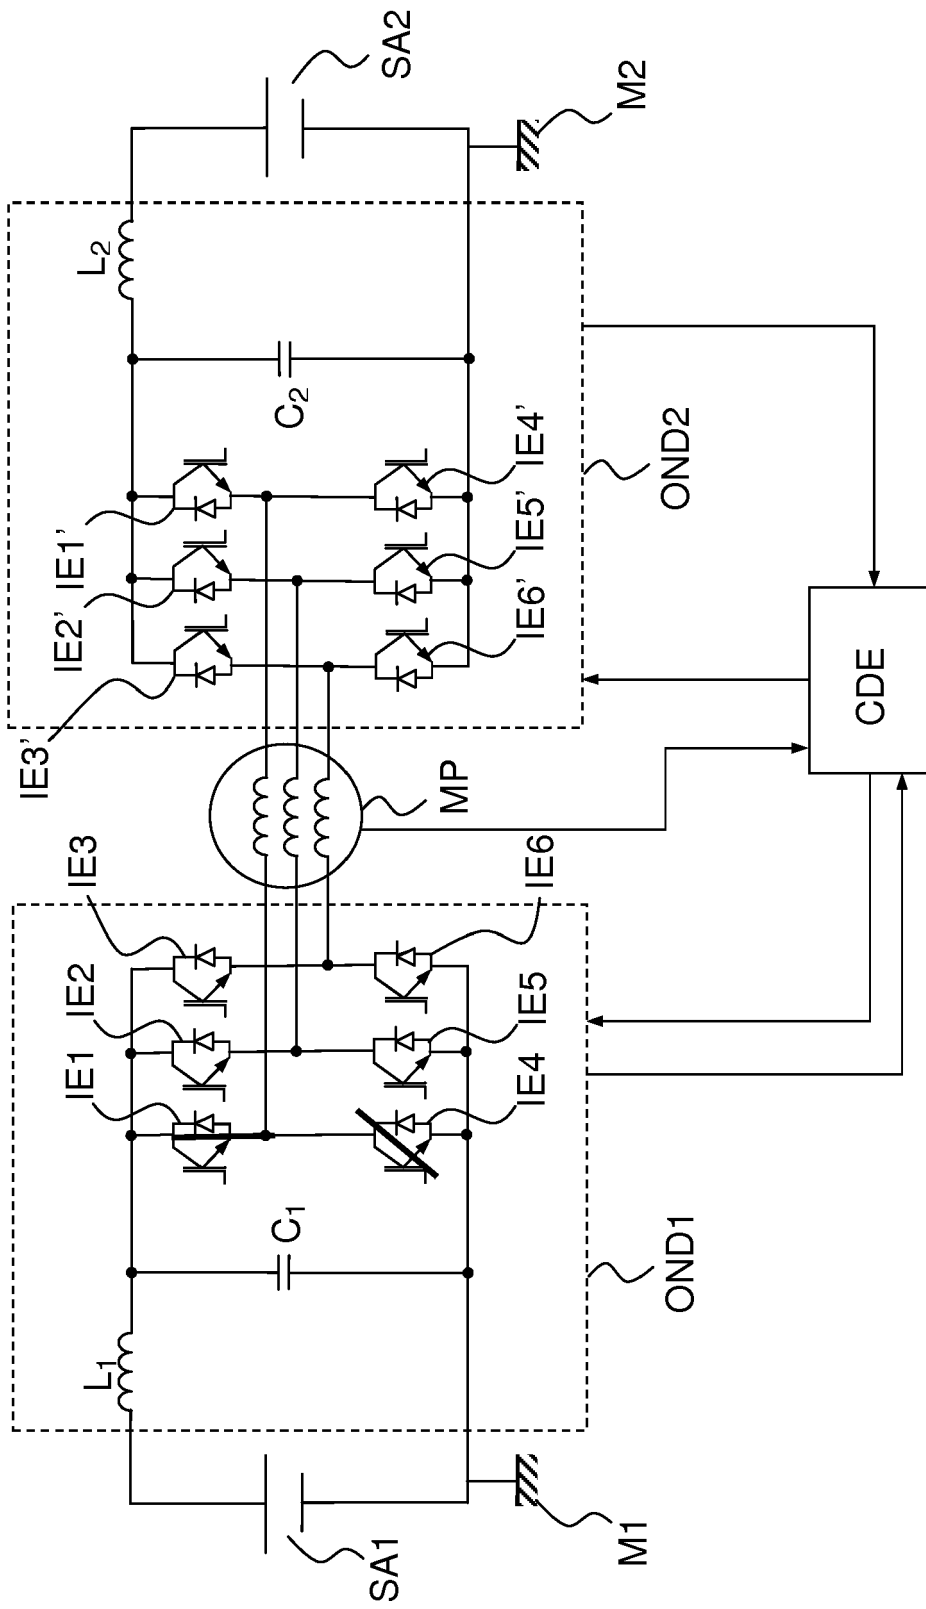 SA1
M1
L1
C1
OND1
IE1
IE2
IE3
IE4
IE5
IE6
MP
CDE
IE3'
IE2'
IE1'
IE6'
IE5'
IE4'
C2
L2
OND2
SA2
M2